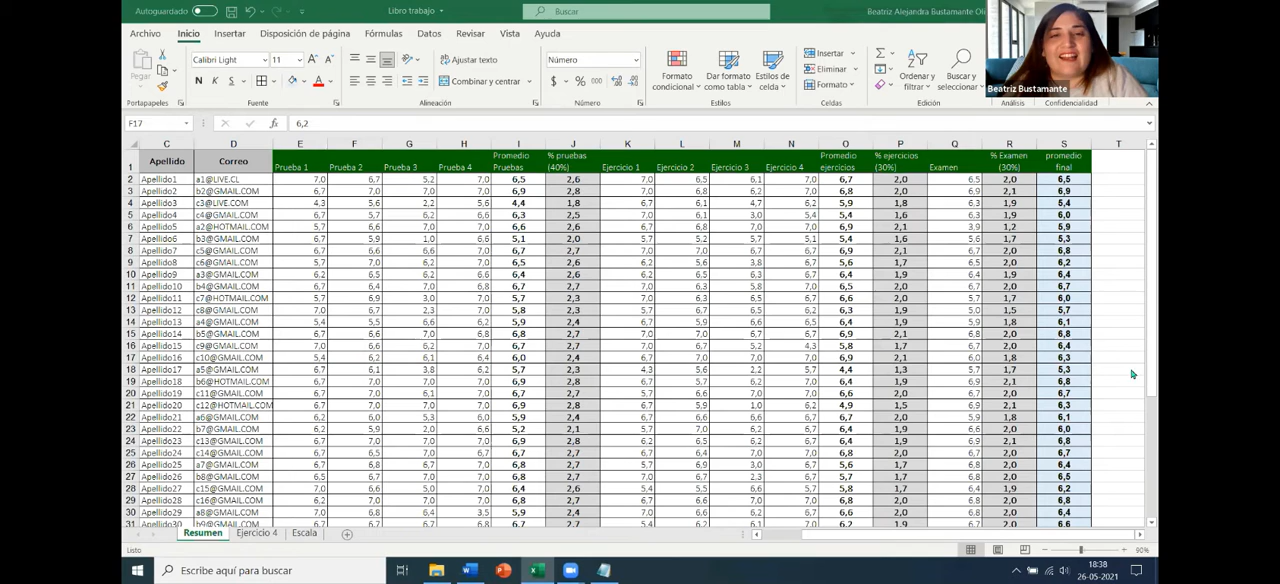 Autoguardado Libro trabajo Buscar Beatriz Alejandra Bustamante Oli
Archivo Inicio Insertar Disposición de página Fórmulas Datos Revisar Vista Ayuda
Calibri Light 11 Ajustar texto Número Insertar
Pegar N K S A Combinar y centrar $ % 000 Formato condicional Dar formato como tabla Estilos de celda Eliminar Formato Ordenar y filtrar Buscar y seleccionar Beatriz Bustamante
Portapapeles Fuente Alineación Número Estilos Celdas Edición Análisis Confidencialidad
F17 fx 6,2
C D E F G H I J K L M N O P Q R S T
1 Apellido Correo Prueba 1 Prueba 2 Prueba 3 Prueba 4 Promedio Pruebas % pruebas (40%) Ejercicio 1 Ejercicio 2 Ejercicio 3 Ejercicio 4 Promedio ejercicios % ejercicios (30%) Examen % Examen (30%) promedio final
2 Apellido1 a1@LIVE.CL 7,0 6,7 5,2 7,0 6,5 2,6 7,0 6,5 6,1 7,0 6,7 2,0 6,5 2,0 6,5
3 Apellido2 b2@GMAIL.COM 6,7 7,0 7,0 7,0 6,9 2,8 6,7 7,0 6,3 7,0 6,8 2,0 6,9 2,1 6,9
4 Apellido3 c3@LIVE.COM 4,3 5,6 2,2 5,6 4,4 1,8 6,7 6,1 4,7 6,2 5,9 1,8 6,3 1,9 5,4
5 Apellido4 c4@GMAIL.COM 5,7 6,7 5,6 7,0 6,3 2,5 6,7 7,0 3,0 5,4 5,4 1,6 6,3 1,9 6,0
6 Apellido5 a2@HOTMAIL.COM 6,7 6,7 6,1 7,0 6,6 2,6 6,7 6,8 7,0 7,0 6,9 2,1 3,9 1,2 5,9
7 Apellido6 b3@GMAIL.COM 6,7 5,9 1,0 6,6 5,1 2,0 5,7 5,2 5,7 5,1 5,4 1,6 5,6 1,7 5,3
8 Apellido7 c5@GMAIL.COM 6,7 6,7 7,0 7,0 6,7 2,7 7,0 7,0 6,7 6,7 6,9 2,1 6,7 2,0 6,8
9 Apellido8 c6@GMAIL.COM 5,7 7,0 6,2 7,0 6,5 2,6 6,2 5,6 3,8 6,7 5,6 1,7 6,5 2,0 6,2
10 Apellido9 a3@GMAIL.COM 6,2 6,5 6,2 6,6 6,4 2,6 6,2 6,5 6,3 6,7 6,4 1,9 6,4 1,9 6,4
11 Apellido10 b4@GMAIL.COM 6,7 6,4 7,0 6,6 6,7 2,7 6,7 6,3 5,8 7,0 6,4 1,9 6,7 2,0 6,7
12 Apellido11 c7@HOTMAIL.COM 5,7 6,9 3,0 7,0 5,7 2,3 6,7 6,3 6,5 6,7 6,6 2,0 5,7 1,7 6,0
13 Apellido12 c8@GMAIL.COM 6,7 7,0 2,3 7,0 5,8 2,3 6,7 6,7 6,5 6,2 6,3 2,0 5,0 1,5 5,7
14 Apellido13 a4@GMAIL.COM 5,4 5,5 6,6 6,2 5,9 2,4 6,7 5,9 6,6 6,5 6,4 1,9 5,9 1,8 6,1
15 Apellido14 b5@GMAIL.COM 6,7 6,6 7,0 6,8 6,7 2,7 7,0 6,7 7,0 7,0 6,9 2,1 6,8 2,0 6,8
16 Apellido15 c9@GMAIL.COM 6,7 6,6 6,2 7,0 6,7 2,7 6,7 7,0 5,2 4,3 5,8 1,7 6,7 2,0 6,4
17 Apellido16 c10@GMAIL.COM 5,4 6,2 6,1 6,4 6,0 2,4 6,7 7,0 7,0 7,0 6,9 2,1 6,0 1,8 6,3
18 Apellido17 a5@GMAIL.COM 6,7 6,1 3,8 6,2 5,7 2,3 4,3 5,6 2,2 5,7 4,4 1,3 5,7 1,7 5,3
19 Apellido18 b6@HOTMAIL.COM 6,7 7,0 7,0 7,0 6,9 2,8 6,7 5,7 6,2 7,0 6,4 1,9 6,9 2,1 6,8
20 Apellido19 c11@GMAIL.COM 6,7 7,0 6,1 7,0 6,7 2,7 5,7 6,6 6,7 7,0 6,5 2,0 6,7 2,0 6,7
21 Apellido20 c12@HOTMAIL.COM 6,7 7,0 7,0 7,0 6,9 2,8 6,7 5,9 1,0 6,2 4,9 1,5 6,9 2,1 6,3
22 Apellido21 a6@GMAIL.COM 6,2 6,0 5,3 6,0 5,9 2,4 6,7 6,7 7,0 6,6 6,7 2,0 5,9 1,8 6,1
23 Apellido22 b7@GMAIL.COM 6,2 5,9 2,0 6,6 5,2 2,1 5,7 7,0 6,2 6,7 6,4 1,9 6,0 1,8 6,0
24 Apellido23 c13@GMAIL.COM 6,7 7,0 7,0 7,0 6,9 2,8 6,2 6,5 6,2 6,7 6,4 1,9 6,9 2,1 6,8
25 Apellido24 c14@GMAIL.COM 6,7 7,0 7,0 7,0 6,7 2,7 6,7 6,4 7,0 7,0 6,8 2,0 6,7 2,0 6,7
26 Apellido25 a7@GMAIL.COM 6,7 6,8 6,7 7,0 6,8 2,7 5,7 6,9 3,0 6,7 5,6 1,7 6,8 2,0 6,4
27 Apellido26 b8@GMAIL.COM 6,5 6,7 7,0 7,0 6,8 2,7 6,7 7,0 2,3 6,7 5,7 1,7 6,8 2,0 6,5
28 Apellido27 c15@GMAIL.COM 7,0 6,6 5,0 7,0 6,4 2,6 5,4 5,5 6,6 5,7 5,8 1,7 6,4 1,9 6,2
29 Apellido28 c16@GMAIL.COM 6,2 7,0 7,0 7,0 6,8 2,7 6,7 6,6 7,0 7,0 6,8 2,0 6,8 2,0 6,8
30 Apellido29 a8@GMAIL.COM 7,0 6,8 6,4 3,5 5,9 2,4 6,7 7,0 6,2 6,2 6,5 2,0 6,7 2,0 6,4
31 Apellido30 b9@GMAIL.COM 6,7 6,7 6,7 6,8 6,7 2,7 5,4 6,2 6,1 7,0 6,2 1,9 6,7 2,0 6,6
Resumen Ejercicio 4 Escala
Listo 90%
Escribe aquí para buscar 18:38
26-05-2021